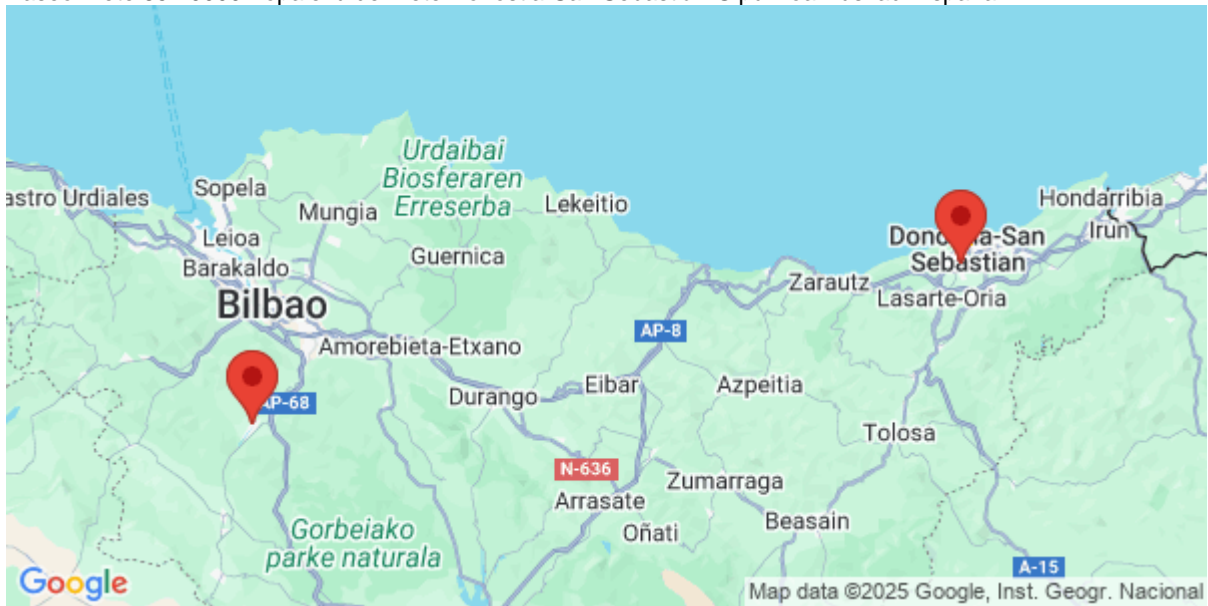 Urdaibai
Biosferaren
Erreserba
Sopela
Mungia
Lekeitio
Hondarribia
astro Urdiales
Leioa
Guernica
Irun
Sebastian
Barakaldo
Zarautz
Lasarte-Oria
Bilbao
AP-8
Amorebieta-Etxano
Durango
Eibar
Azpeitia
AP-68
Tolosa
N-636
Zumarraga
Arrasate
Beasain
Oñati
Gorbeiako
parke naturala
A-15
Google
Map data ©2025 Google, Inst. Geogr. Nacional